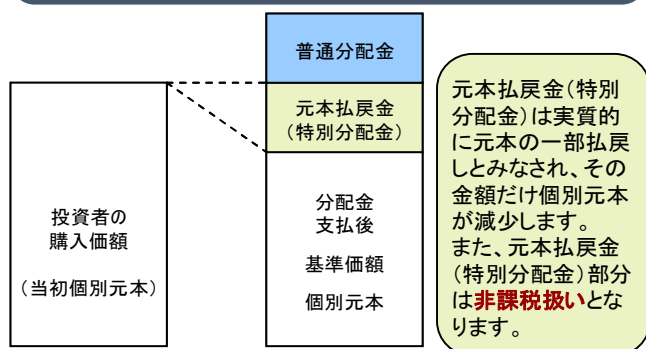 普通分配金
元本払戻金
(特別分配金)
投資者の
購入価額
(当初個別元本)
分配金
支払後
基準価額
個別元本
元本払戻金(特別
分配金)は実質的
に元本の一部払戻
しとみなされ、その
金額だけ個別元本
が減少します。
また、元本払戻金
(特別分配金)部分
は非課税扱いとな
ります。